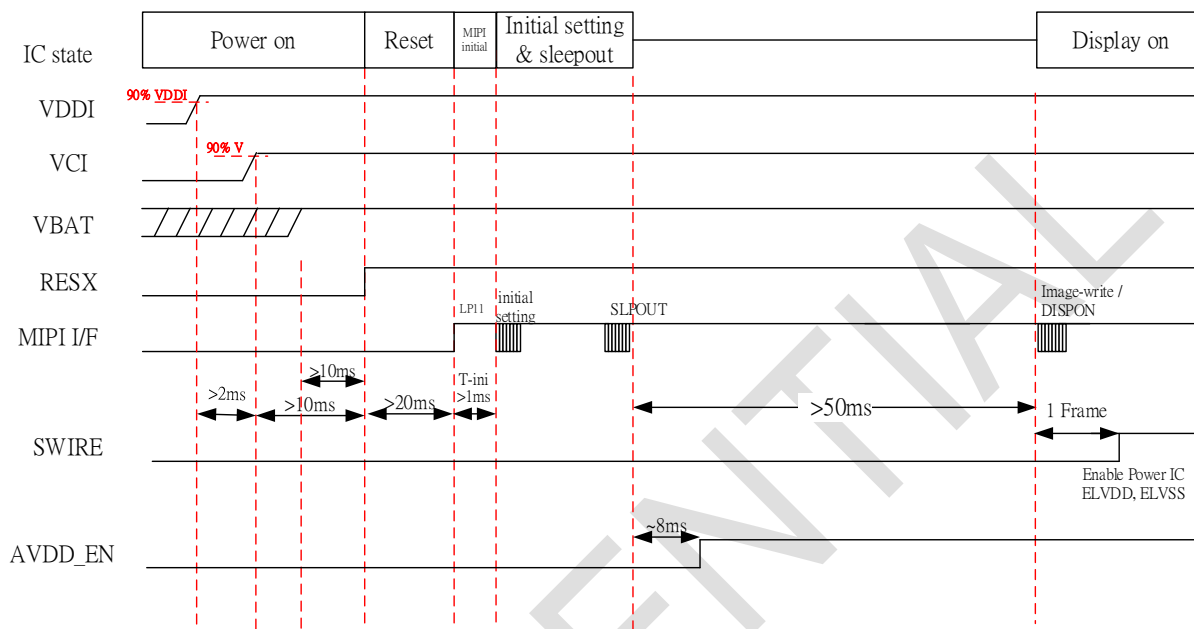 IC state
Power on
Reset
MIPI
initial
Initial setting
& sleepout
Display on
90% VDDI
VDDI
90% V
VCI
VBAT
RESX
MIPI I/F
LP11
initial
setting
SLPOUT
Image-write /
DISPON
>2ms
>10ms
>10ms
>20ms
T-ini
>1ms
>50ms
1 Frame
SWIRE
Enable Power IC
ELVDD, ELVSS
~8ms
AVDD_EN
ENTIAL